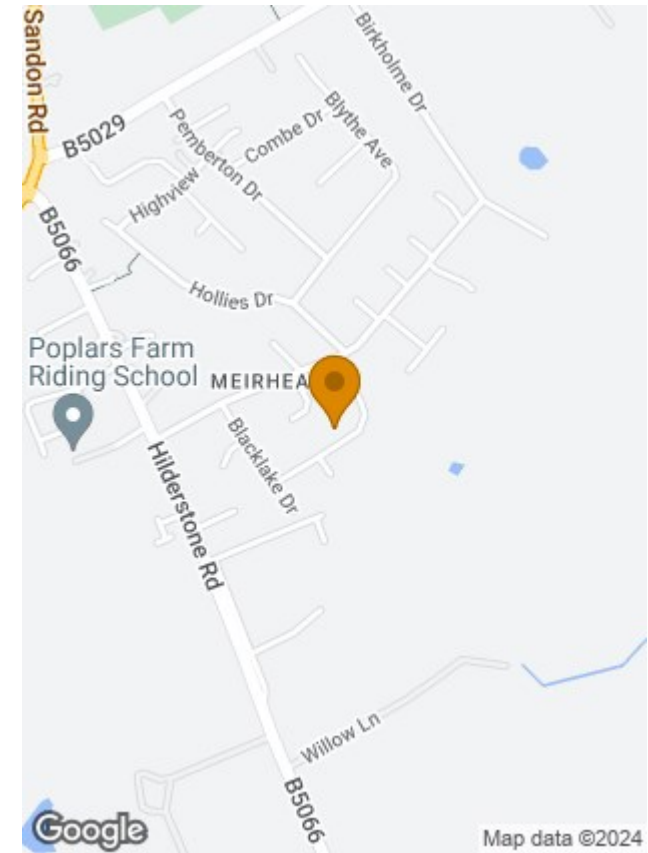 Sandon Rd
Birkholme Dr
B5029
Blythe Ave
Combe Dr
Pemberton Dr
Highview
B5066
Hollies Dr
Poplars Farm
Riding School
MEIRHEA
Blacklake Dr
Hilderstone Rd
Willow Ln
B5066
Google
Map data ©2024